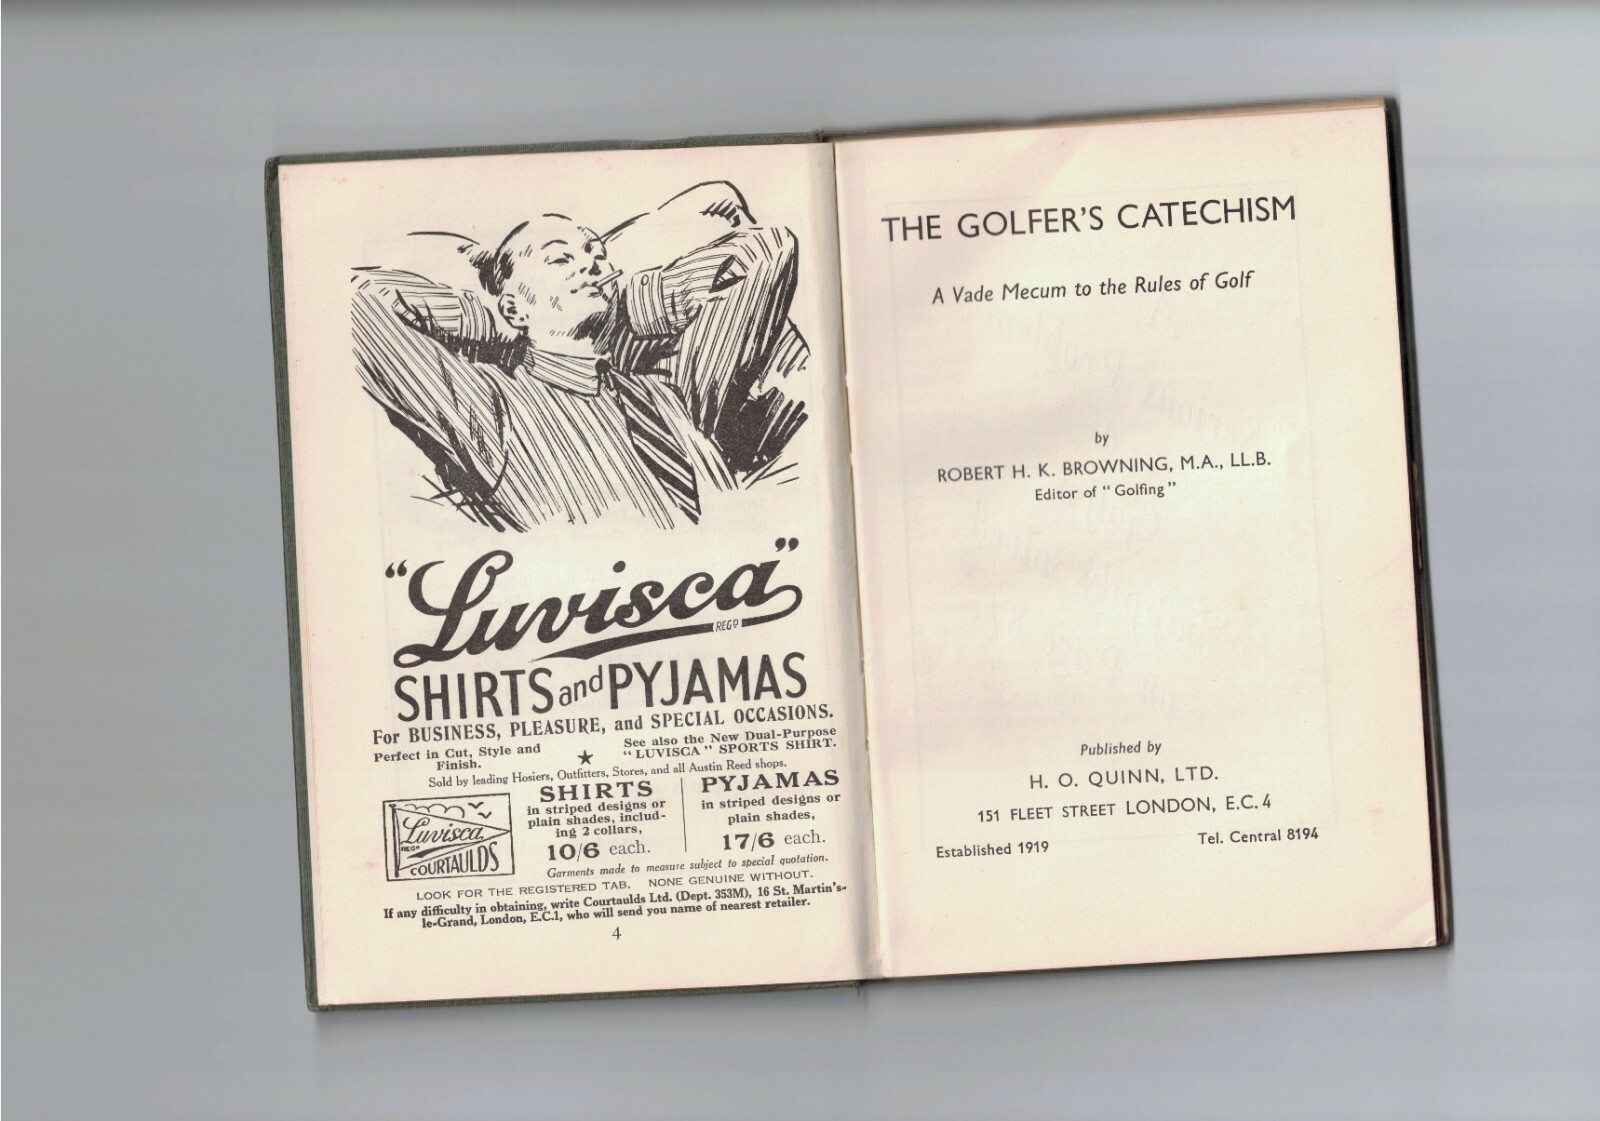 “Luvisca”
REGD
SHIRTS and PYJAMAS
For BUSINESS, PLEASURE, and SPECIAL OCCASIONS.
Perfect in Cut, Style and
Finish.
See also the New Dual-Purpose
“LUVISCA” SPORTS SHIRT.
Sold by leading Hosiers, Outfitters, Stores, and all Austin Reed shops.
Luvisca
REGD
COURTAULDS
SHIRTS
in striped designs or
plain shades, includ-
ing 2 collars,
10/6 each.
PYJAMAS
in striped designs or
plain shades,
17/6 each.
Garments made to measure subject to special quotation.
LOOK FOR THE REGISTERED TAB. NONE GENUINE WITHOUT.
If any difficulty in obtaining, write Courtaulds Ltd. (Dept. 353M), 16 St. Martin's-
le-Grand, London, E.C.1, who will send you name of nearest retailer.
4
THE GOLFER'S CATECHISM
A Vade Mecum to the Rules of Golf
by
ROBERT H. K. BROWNING, M.A., LL.B.
Editor of “Golfing”
Published by
H. O. QUINN, LTD.
151 FLEET STREET LONDON, E.C. 4
Established 1919
Tel. Central 8194